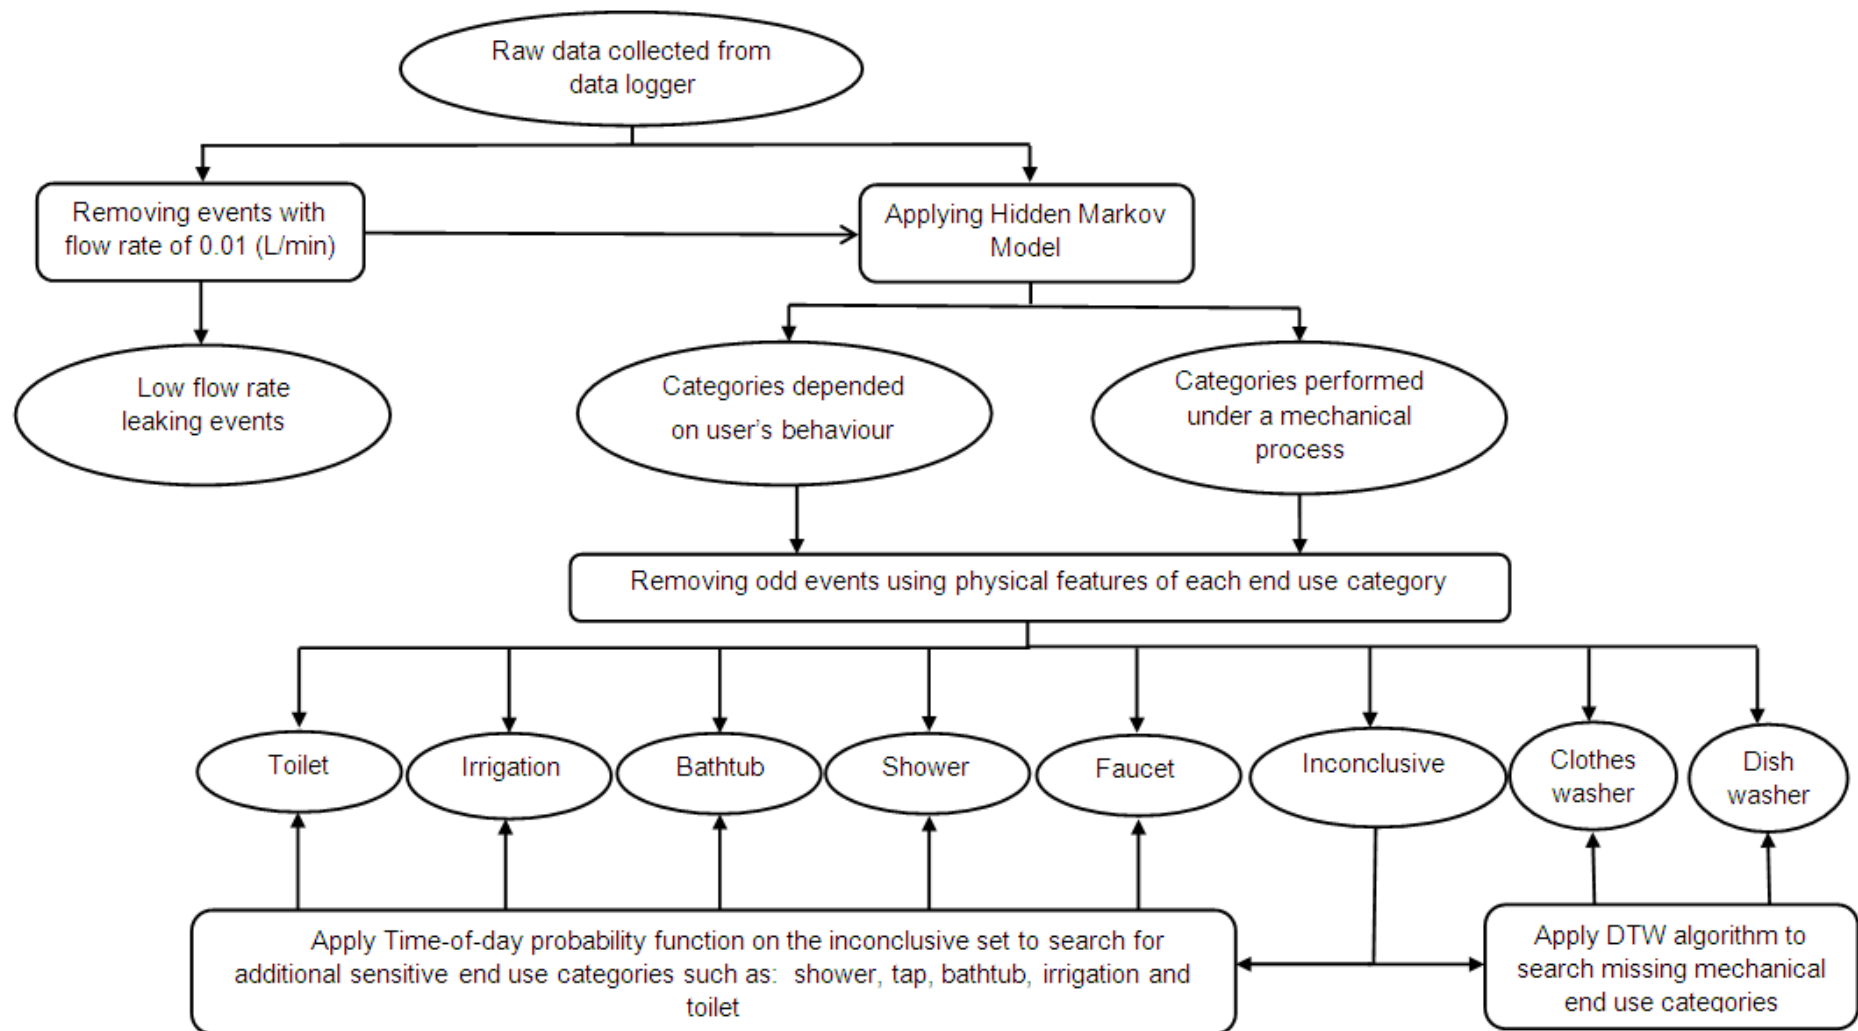 Raw data collected from
data logger
Removing events with
flow rate of 0.01 (L/min)
Applying Hidden Markov
Model
Low flow rate
leaking events
Categories depended
on user's behaviour
Categories performed
under a mechanical
process
Removing odd events using physical features of each end use category
Toilet
Irrigation
Bathtub
Shower
Faucet
Inconclusive
Clothes
washer
Dish
washer
Apply Time-of-day probability function on the inconclusive set to search for
additional sensitive end use categories such as: shower, tap, bathtub, irrigation and
toilet
Apply DTW algorithm to
search missing mechanical
end use categories